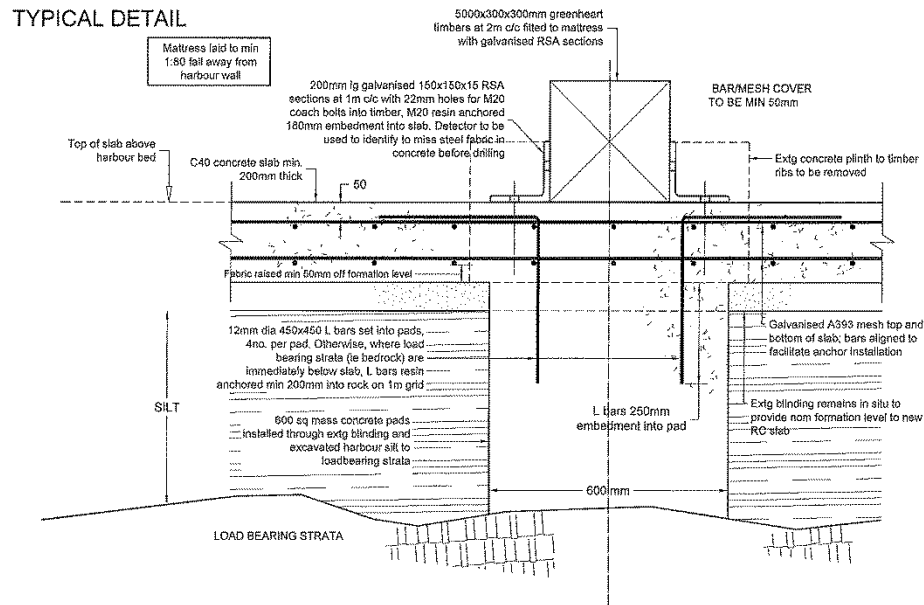 TYPICAL DETAIL
Mattress laid to min
1:80 fall away from
harbour wall
5000x300x300mm greenheart
timbers at 2m c/c fitted to mattress
with galvanised RSA sections
200mm lg galvanised 150x150x15 RSA
sections at 1m c/c with 22mm holes for M20
coach bolts into timber, M20 resin anchored
180mm embedment into slab. Detector to be
used to identify to miss steel fabric in
concrete before drilling
BAR/MESH COVER
TO BE MIN 50mm
Top of slab above
harbour bed
C40 concrete slab min.
200mm thick
50
Extg concrete plinth to timber
ribs to be removed
Fabric raised min 50mm off formation level
12mm dia 450x450 L bars set into pads,
4no. per pad. Otherwise, where load
bearing strata (ie bedrock) are
immediately below slab, L bars resin
anchored min 200mm into rock on 1m grid
Galvanised A393 mesh top and
bottom of slab; bars aligned to
facilitate anchor installation
SILT
600 sq mass concrete pads
installed through extg blinding and
excavated harbour silt to
loadbearing strata
L bars 250mm
embedment into pad
Extg blinding remains in situ to
provide nom formation level to new
RC slab
600mm
LOAD BEARING STRATA